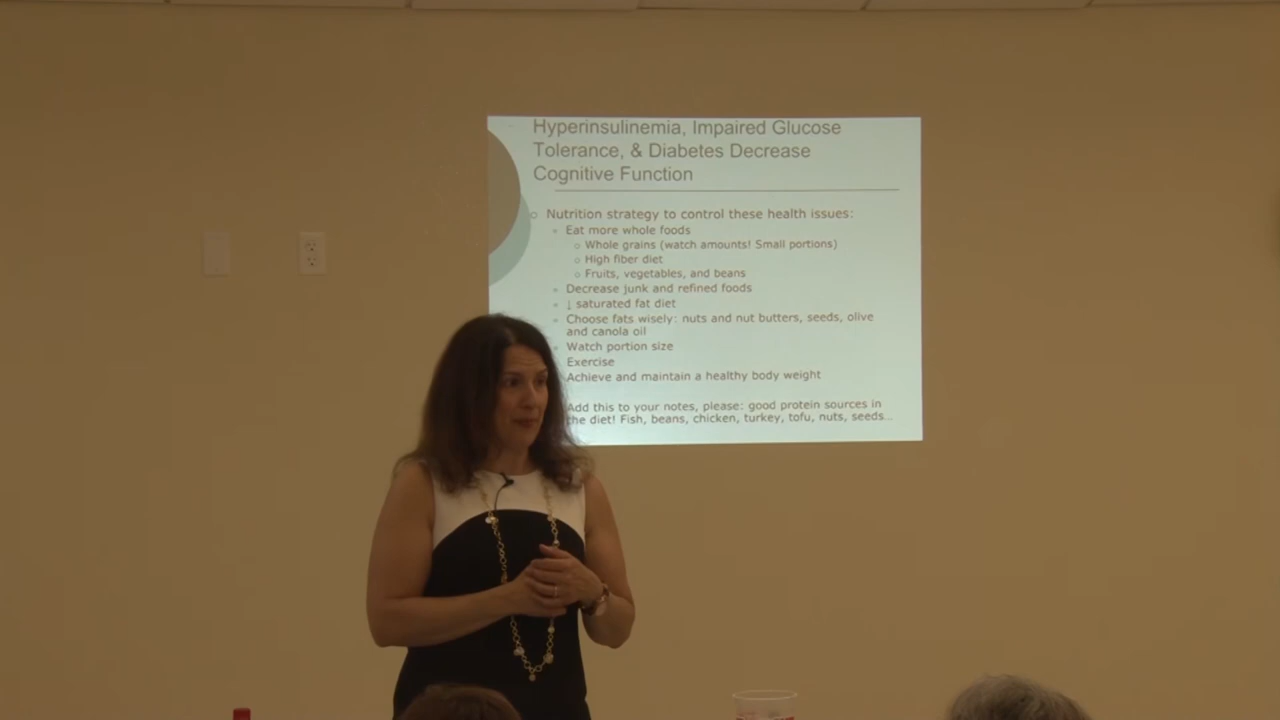 Hyperinsulinemia, Impaired Glucose
Tolerance, & Diabetes Decrease
Cognitive Function
Nutrition strategy to control these health issues:
Eat more whole foods
Whole grains (watch amounts! Small portions)
High fiber diet
Fruits, vegetables, and beans
Decrease junk and refined foods
↓ saturated fat diet
Choose fats wisely: nuts and nut butters, seeds, olive
and canola oil
Watch portion size
Exercise
Achieve and maintain a healthy body weight
Add this to your notes, please: good protein sources in
the diet! Fish, beans, chicken, turkey, tofu, nuts, seeds...